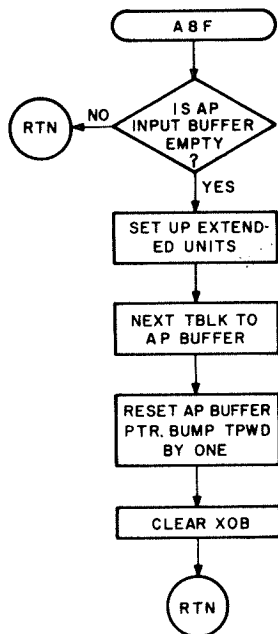 A8F
IS AP
NO
RTN
INPUT BUFFER
EMPTY
?
YES
SET UP EXTEND-
ED UNITS
NEXT TBLK TO
AP BUFFER
RESET AP BUFFER
PTR. BUMP TPWD
BY ONE
CLEAR XOB
RTN